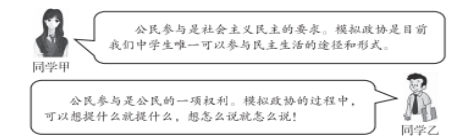 公民参与是社会主义民主的要求。模拟政协是目前
我们中学生唯一可以参与民主生活的途径和形式。
同学甲
公民参与是公民的一项权利。模拟政协的过程中，
可以想提什么就提什么，想怎么说就怎么说！
同学乙